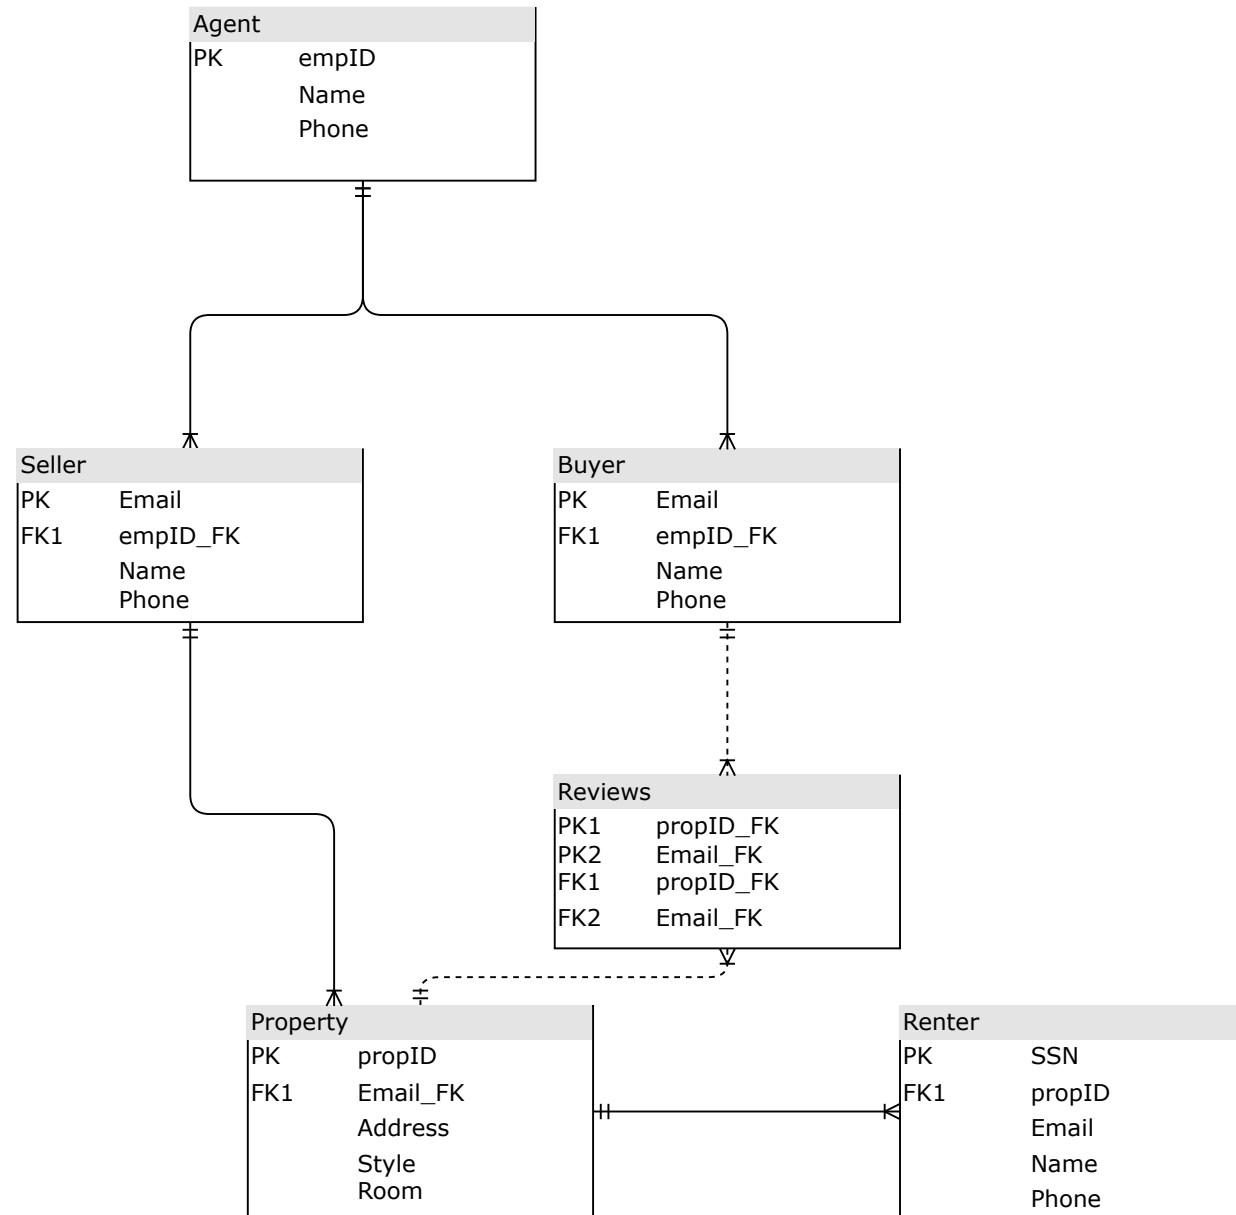 Agent
PK empID
Name
Phone
Seller
PK Email
FK1 empID_FK
Name
Phone
Buyer
PK Email
FK1 empID_FK
Name
Phone
Reviews
PK1 propID_FK
PK2 Email_FK
FK1 propID_FK
FK2 Email_FK
Property
PK propID
FK1 Email_FK
Address
Style
Room
Renter
PK SSN
FK1 propID
Email
Name
Phone